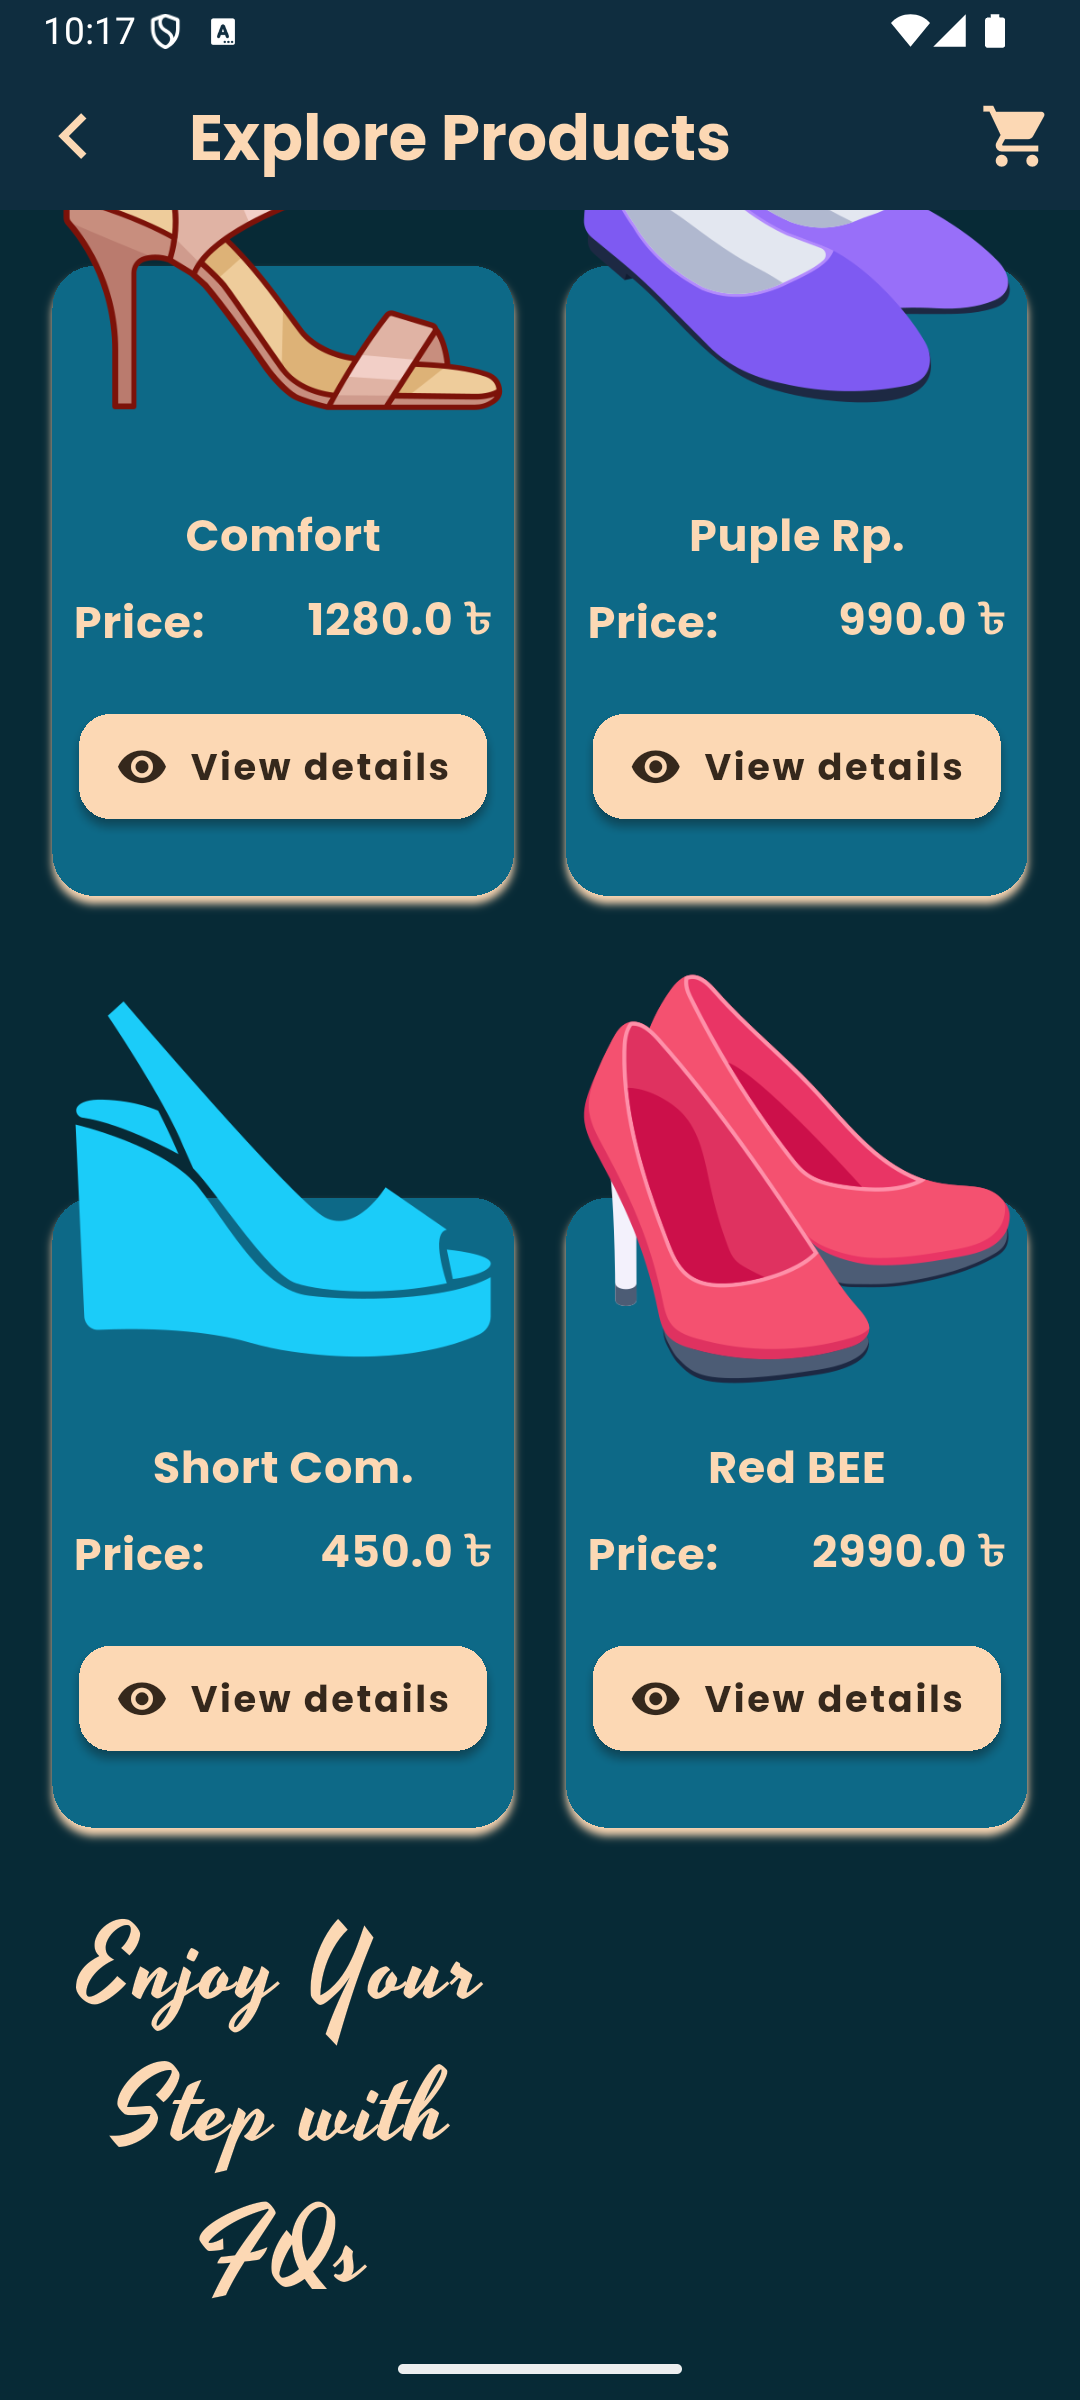 10:17
Explore Products
Comfort
Puple Rp.
Price: 1280.0 ৳
Price: 990.0 ৳
View details
View details
Short Com.
Red BEE
Price: 450.0 ৳
Price: 2990.0 ৳
View details
View details
Enjoy Your
Step with
FQs